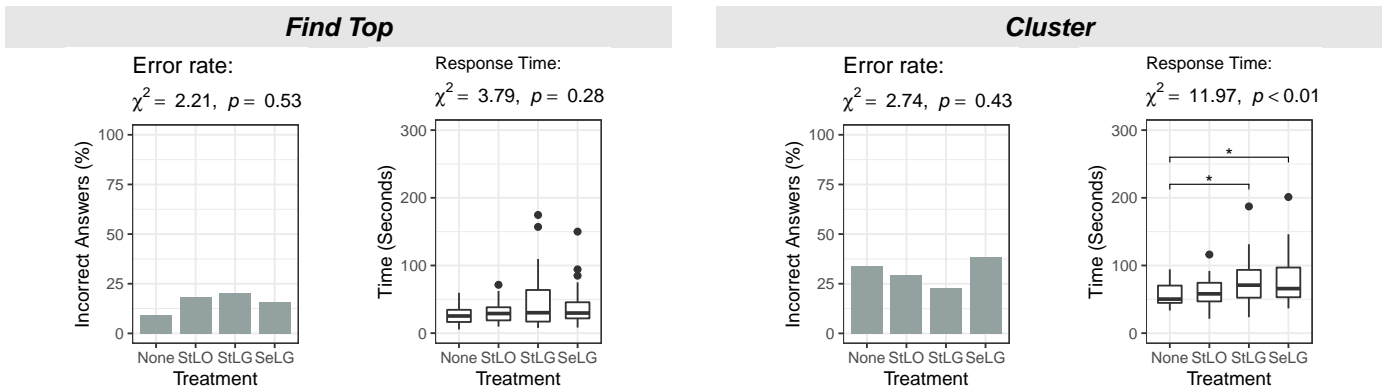 Find Top
Error rate:
χ² = 2.21, p = 0.53
Incorrect Answers (%)
100
75
50
25
0
None StLO StLG SeLG
Treatment
Response Time:
χ² = 3.79, p = 0.28
Time (Seconds)
300
200
100
0
None StLO StLG SeLG
Treatment
Cluster
Error rate:
χ² = 2.74, p = 0.43
Incorrect Answers (%)
100
75
50
25
0
None StLO StLG SeLG
Treatment
Response Time:
χ² = 11.97, p < 0.01
Time (Seconds)
300
200
100
0
*
*
None StLO StLG SeLG
Treatment